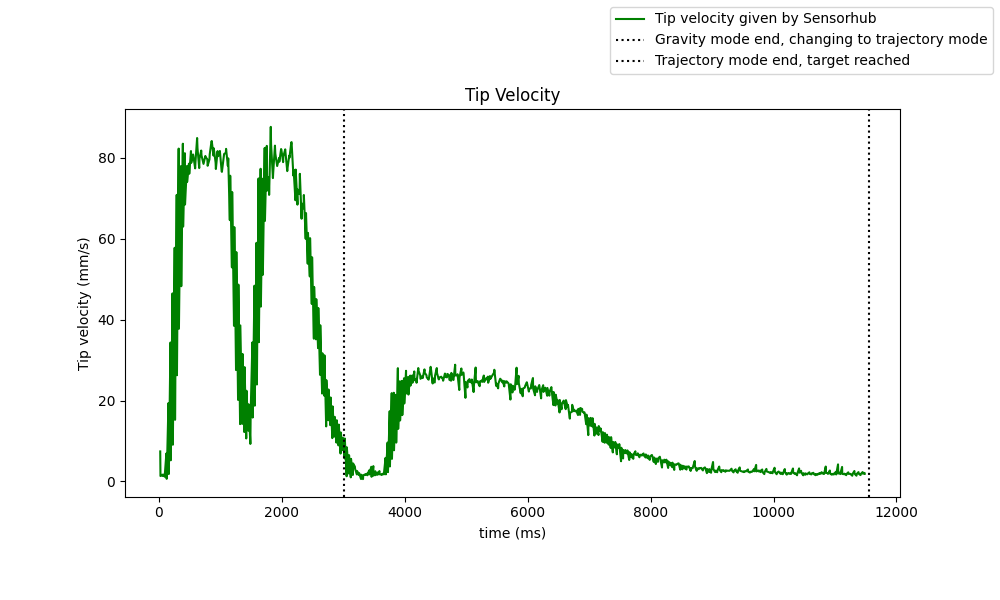 Tip velocity given by Sensorhub
Gravity mode end, changing to trajectory mode
Trajectory mode end, target reached
Tip Velocity
Tip velocity (mm/s)
80
60
40
20
0
0 2000 4000 6000 8000 10000 12000
time (ms)